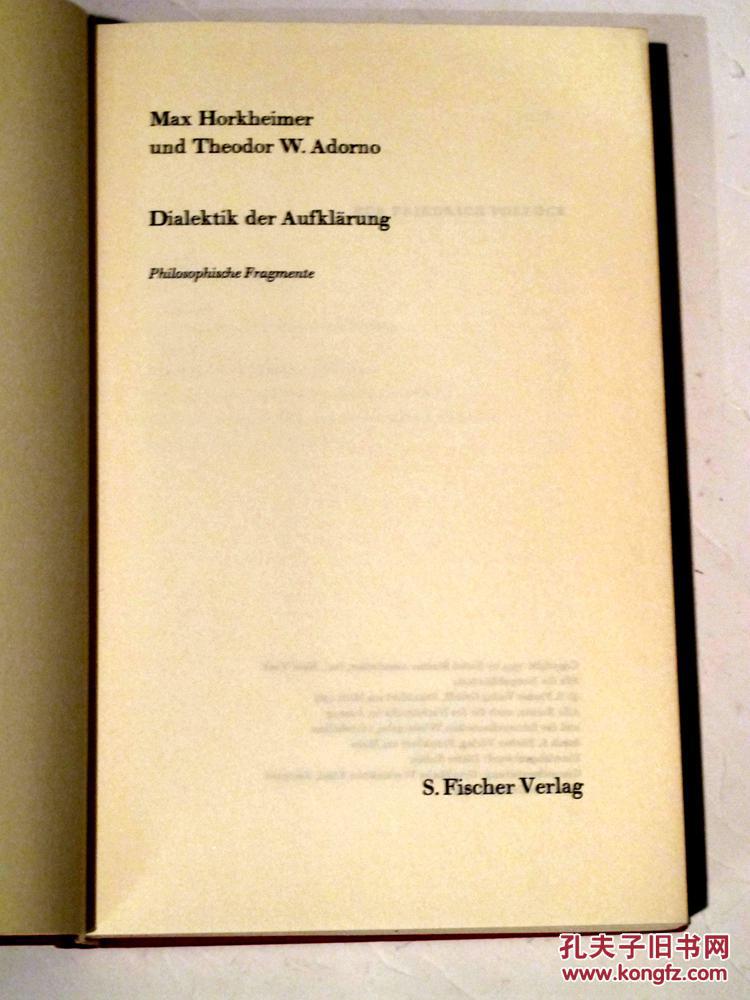 Max Horkheimer
und Theodor W. Adorno
Dialektik der Aufklärung
Philosophische Fragmente
S. Fischer Verlag
孔夫子旧书网
www.kongfz.com